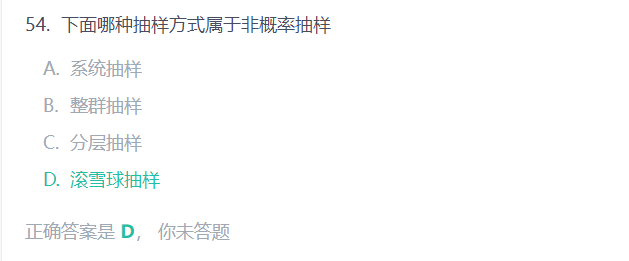 54. 下面哪种抽样方式属于非概率抽样
A. 系统抽样
B. 整群抽样
C. 分层抽样
D. 滚雪球抽样
正确答案是 D， 你未答题